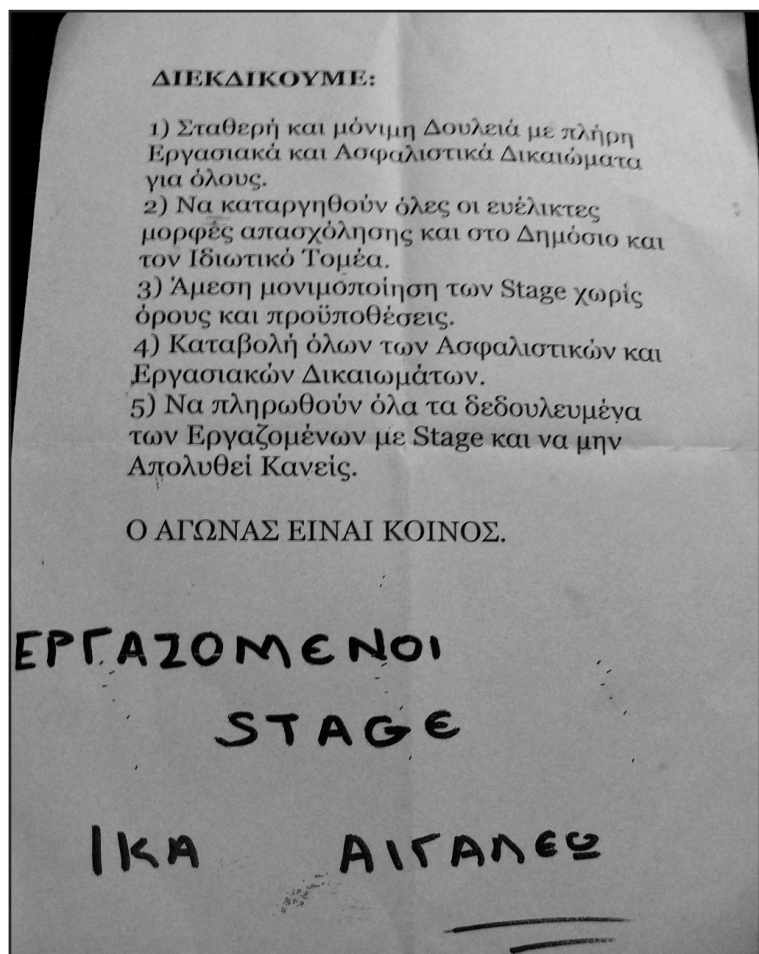 ΔΙΕΚΔΙΚΟΥΜΕ:
1) Σταθερή και μόνιμη Δουλειά με πλήρη
Εργασιακά και Ασφαλιστικά Δικαιώματα
για όλους.
2) Να καταργηθούν όλες οι ευέλικτες
μορφές απασχόλησης και στο Δημόσιο και
τον Ιδιωτικό Τομέα.
3) Άμεση μονιμοποίηση των Stage χωρίς
όρους και προϋποθέσεις.
4) Καταβολή όλων των Ασφαλιστικών και
Εργασιακών Δικαιωμάτων.
5) Να πληρωθούν όλα τα δεδουλευμένα
των Εργαζομένων με Stage και να μην
Απολυθεί Κανείς.
Ο ΑΓΩΝΑΣ ΕΙΝΑΙ ΚΟΙΝΟΣ.
ΕΡΓΑΖΟΜΕΝΟΙ
STAGE
ΙΚΑ ΑΙΓΑΛΕΩ